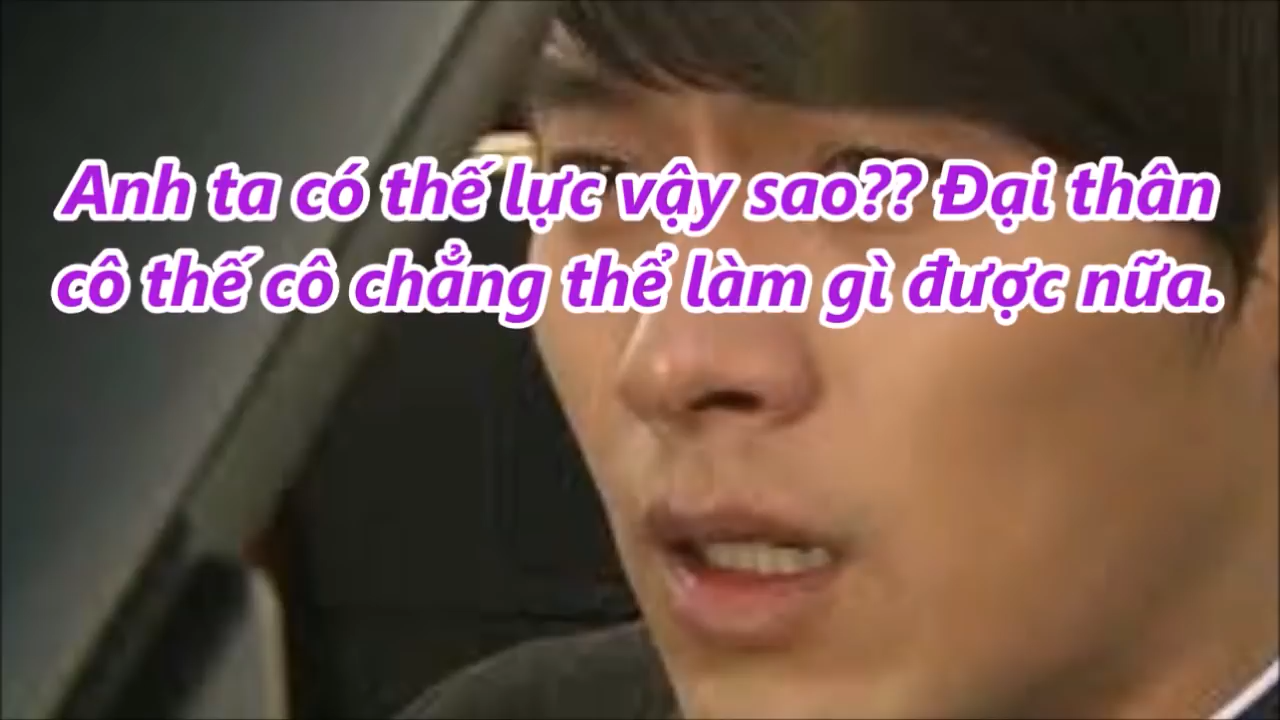 Anh ta có thế lực vậy sao?? Đại thân
cô thế cô chẳng thể làm gì được nữa.